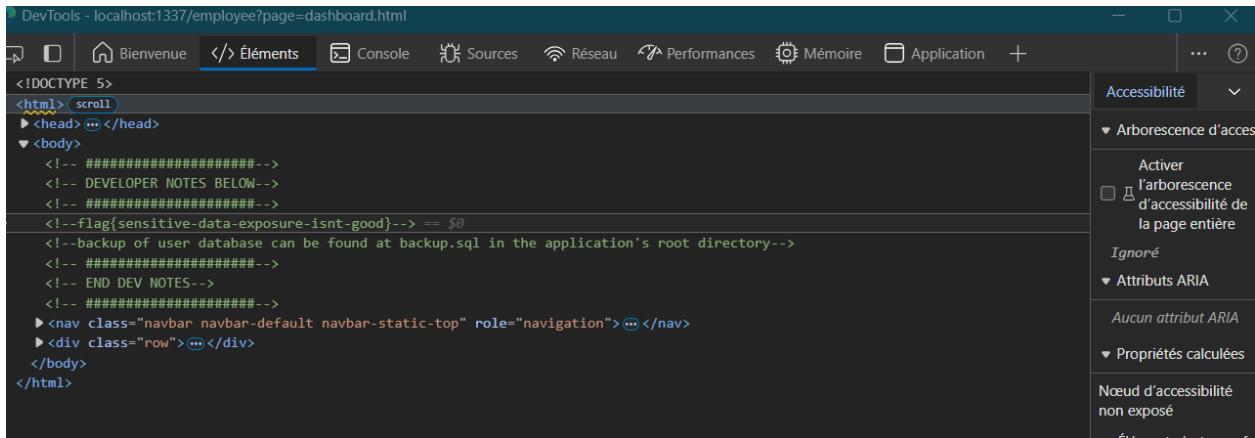 DevTools - localhost:1337/employee?page=dashboard.html
Bienvenue </> Éléments Console Sources Réseau Performances Mémoire Application
<!DOCTYPE 5>
<html> scroll
<head> ... </head>
<body>
<!-- #####################-->
<!-- DEVELOPER NOTES BELOW-->
<!-- #####################-->
<!--flag{sensitive-data-exposure-isnt-good}--> == $0
<!--backup of user database can be found at backup.sql in the application's root directory-->
<!-- #####################-->
<!-- END DEV NOTES-->
<!-- #####################-->
<nav class="navbar navbar-default navbar-static-top" role="navigation"> ... </nav>
<div class="row"> ... </div>
</body>
</html>
Accessibilité
Arborescence d'acces
Activer
l'arborescence
d'accessibilité de
la page entière
Ignoré
Attributs ARIA
Aucun attribut ARIA
Propriétés calculées
Nœud d'accessibilité
non exposé